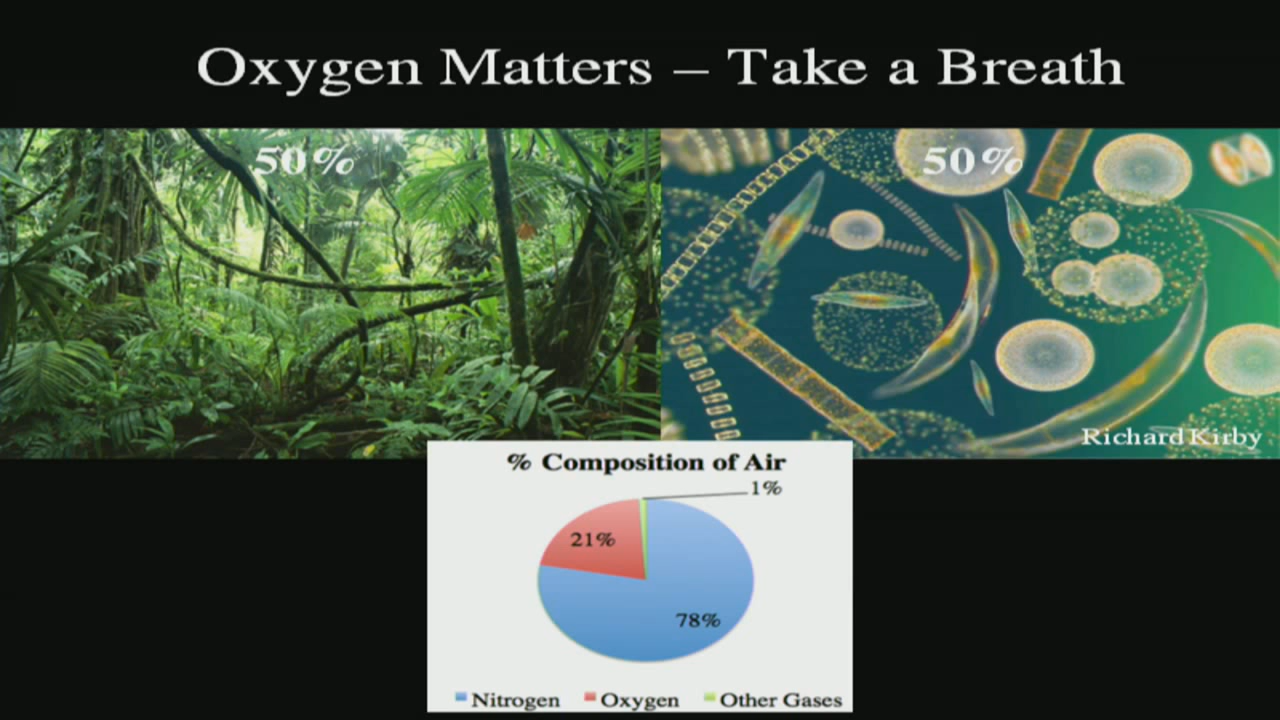 Oxygen Matters – Take a Breath
50%
50%
Richard Kirby
% Composition of Air
1%
21%
78%
Nitrogen Oxygen Other Gases